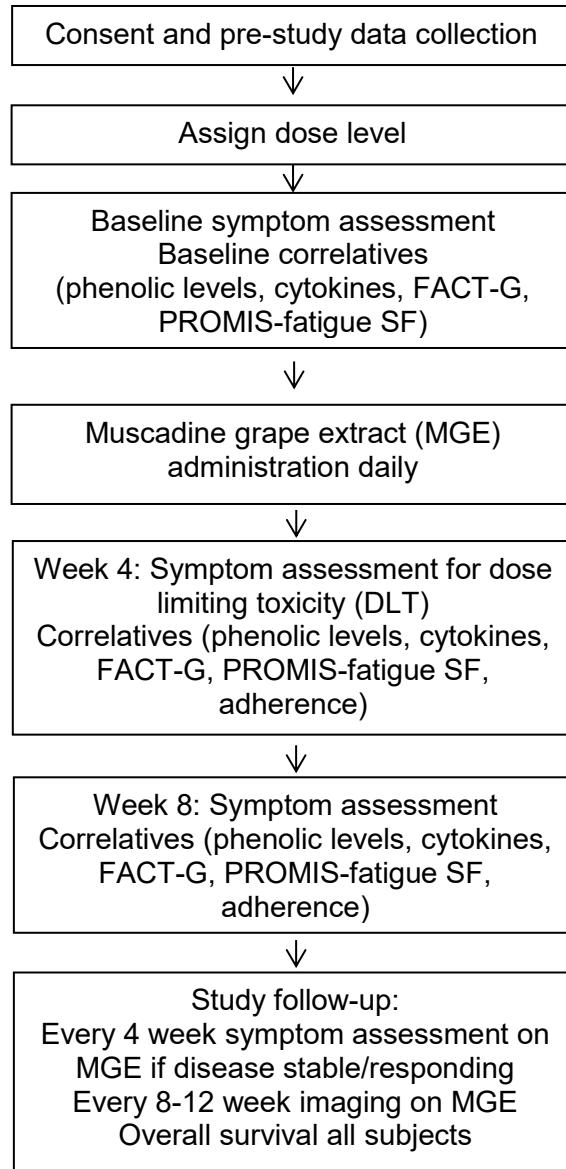 Consent and pre-study data collection
Assign dose level
Baseline symptom assessment
Baseline correlatives
(phenolic levels, cytokines, FACT-G,
PROMIS-fatigue SF)
Muscadine grape extract (MGE)
administration daily
Week 4: Symptom assessment for dose
limiting toxicity (DLT)
Correlatives (phenolic levels, cytokines,
FACT-G, PROMIS-fatigue SF,
adherence)
Week 8: Symptom assessment
Correlatives (phenolic levels, cytokines,
FACT-G, PROMIS-fatigue SF,
adherence)
Study follow-up:
Every 4 week symptom assessment on
MGE if disease stable/responding
Every 8-12 week imaging on MGE
Overall survival all subjects